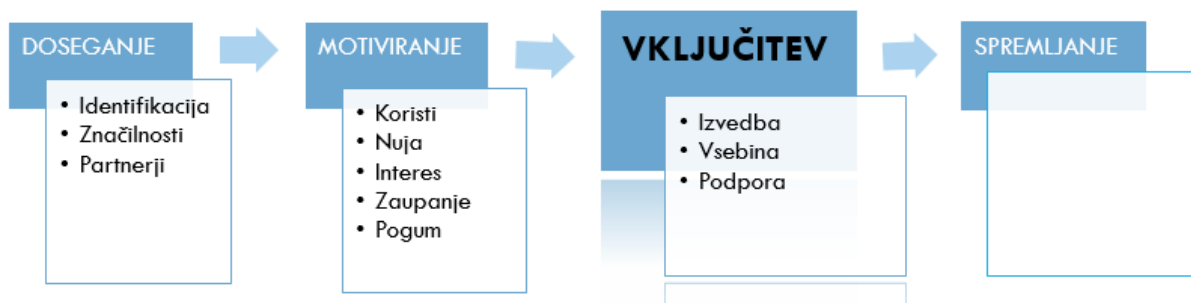 DOSEGANJE
• Identifikacija
• Značilnosti
• Partnerji
MOTIVIRANJE
• Koristi
• Nuja
• Interes
• Zaupanje
• Pogum
VKLJUČITEV
• Izvedba
• Vsebina
• Podpora
SPREMLJANJE